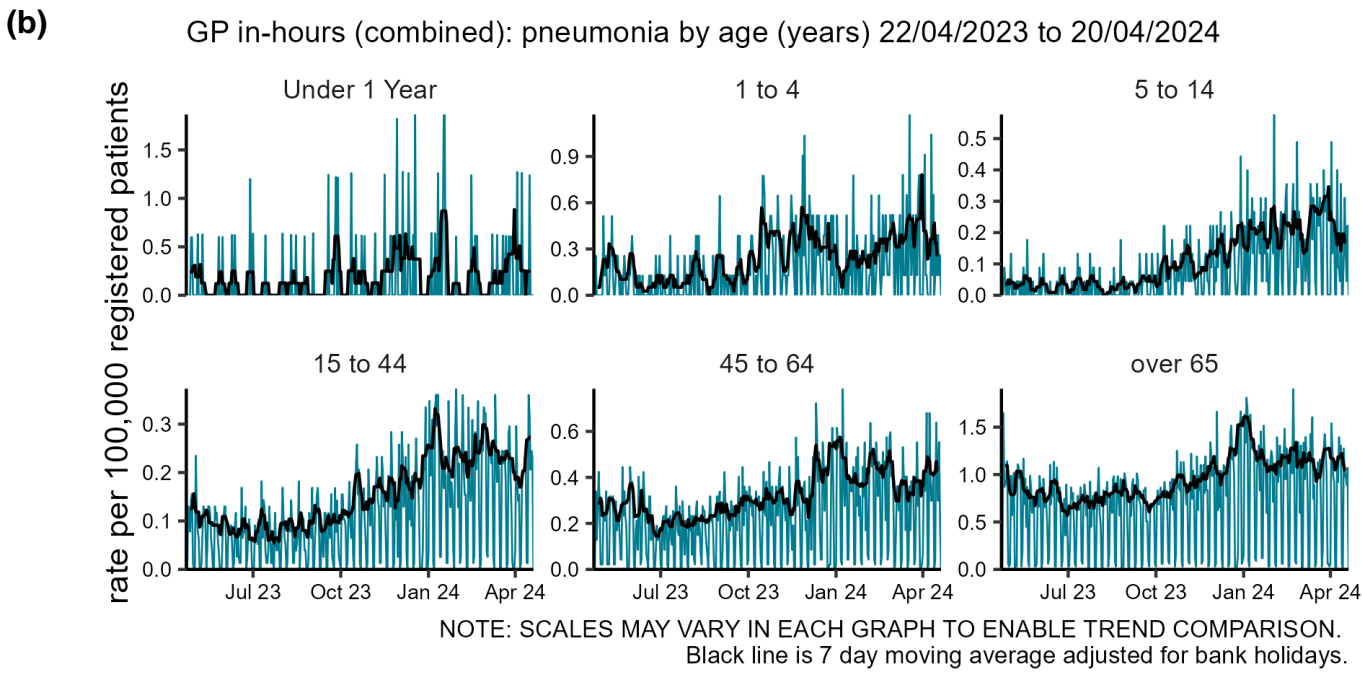 (b)
GP in-hours (combined): pneumonia by age (years) 22/04/2023 to 20/04/2024
rate per 100,000 registered patients
Under 1 Year
1.5
1.0
0.5
0.0
1 to 4
0.9
0.6
0.3
0.0
5 to 14
0.5
0.4
0.3
0.2
0.1
0.0
15 to 44
0.3
0.2
0.1
0.0
Jul 23 Oct 23 Jan 24 Apr 24
45 to 64
0.6
0.4
0.2
0.0
Jul 23 Oct 23 Jan 24 Apr 24
over 65
1.5
1.0
0.5
0.0
Jul 23 Oct 23 Jan 24 Apr 24
NOTE: SCALES MAY VARY IN EACH GRAPH TO ENABLE TREND COMPARISON.
Black line is 7 day moving average adjusted for bank holidays.